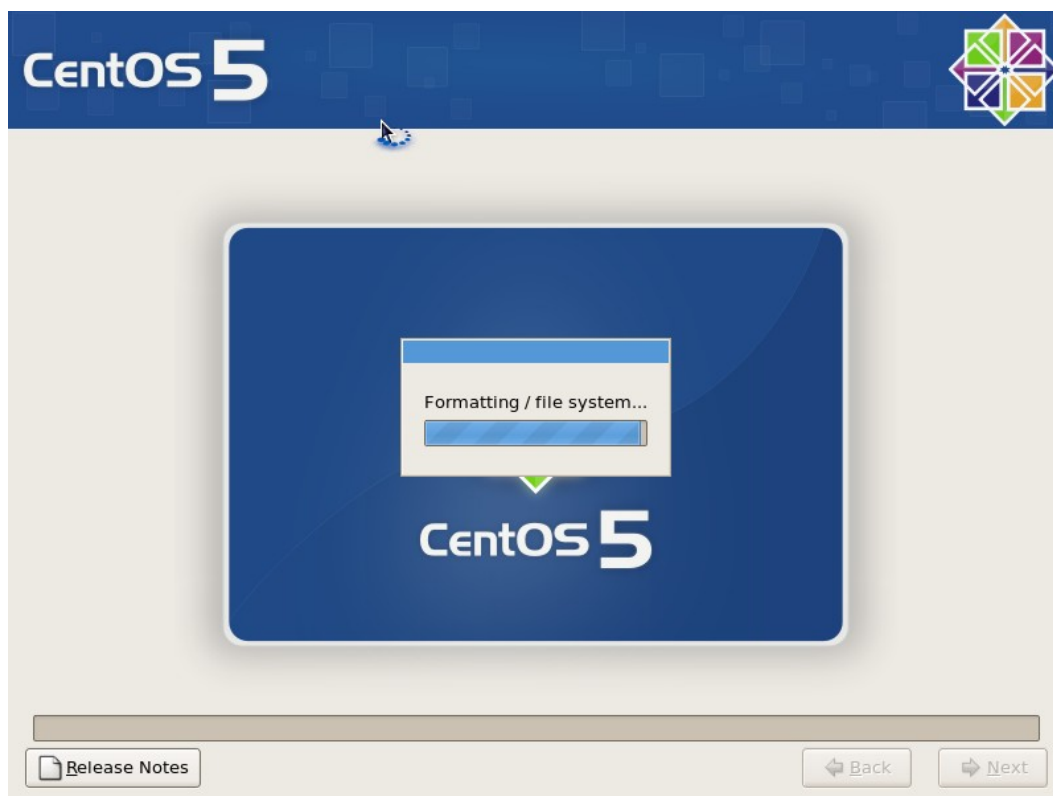 CentOS 5
Formatting / file system...
CentOS 5
Release Notes
Back
Next